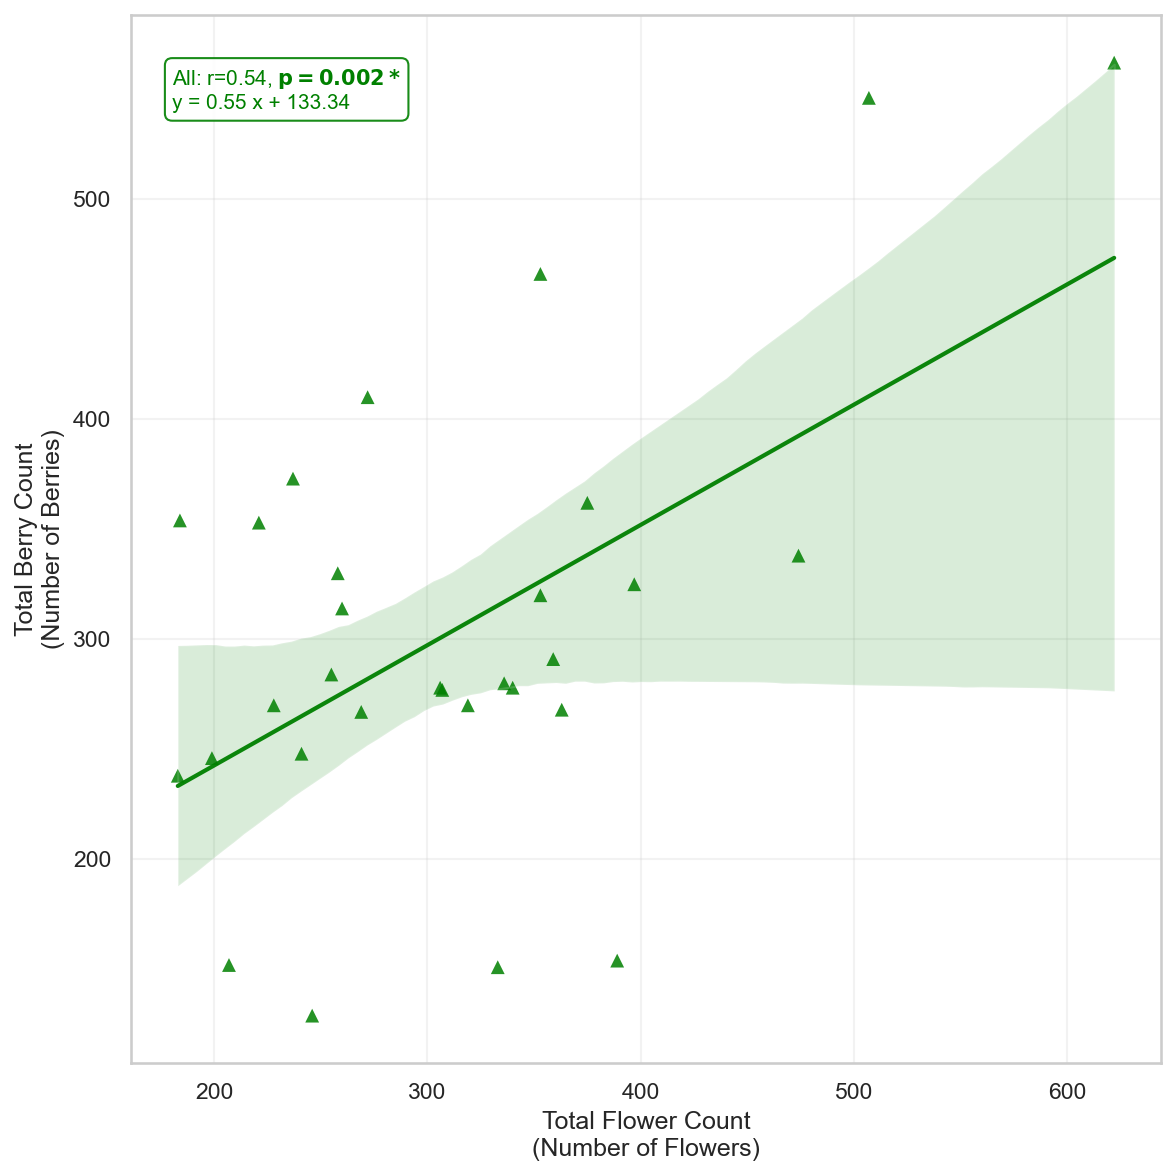 All: r=0.54, p = 0.002 *
y = 0.55 x + 133.34
500
400
300
200
Total Berry Count
(Number of Berries)
200 300 400 500 600
Total Flower Count
(Number of Flowers)